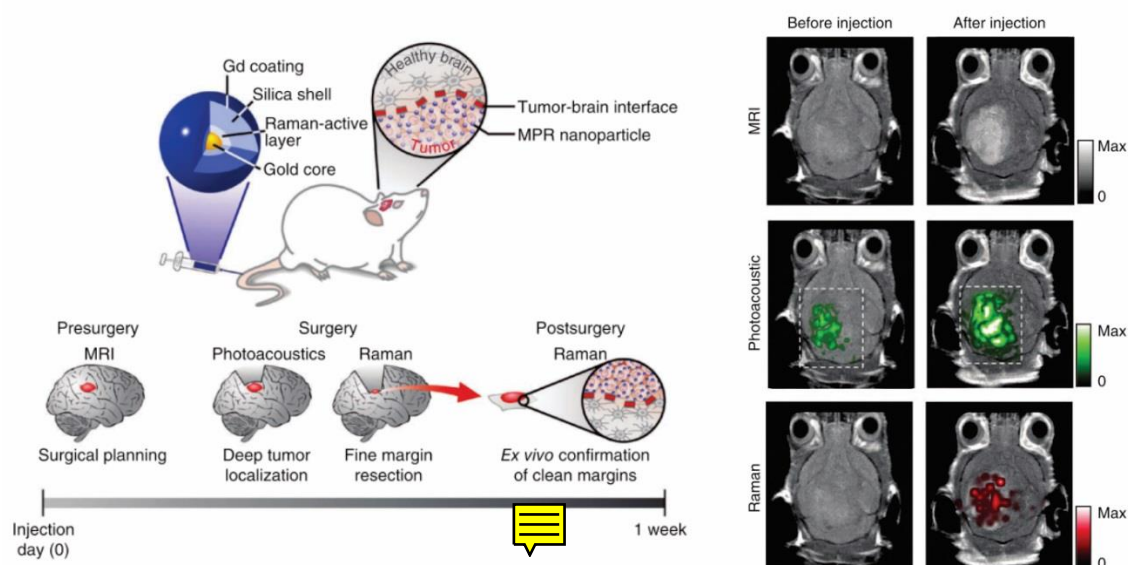 Gd coating
Silica shell
Raman-active
layer
Gold core
Healthy brain
Tumor
Tumor-brain interface
MPR nanoparticle
Presurgery
Surgery
Postsurgery
MRI
Photoacoustics
Raman
Raman
Surgical planning
Deep tumor
localization
Fine margin
resection
Ex vivo confirmation
of clean margins
Injection
day (0)
1 week
Before injection
After injection
MRI
Max
0
Photoacoustic
Max
0
Raman
Max
0